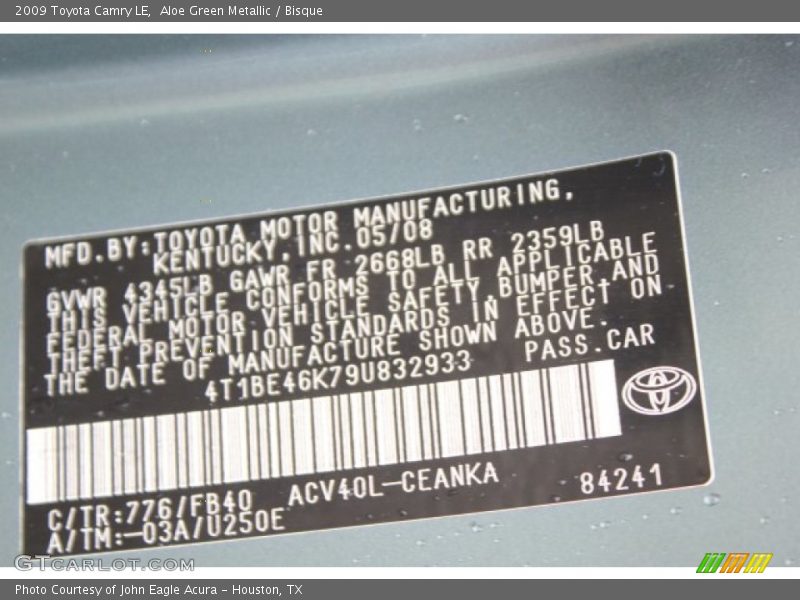 2009 Toyota Camry LE,  Aloe Green Metallic / Bisque
MFD.BY:TOYOTA MOTOR MANUFACTURING,
KENTUCKY,INC.05/08
GVWR 4345LB GAWR FR 2668LB RR 2359LB
THIS VEHICLE CONFORMS TO ALL APPLICABLE
FEDERAL MOTOR VEHICLE SAFETY,BUMPER,AND
THEFT PREVENTION STANDARDS IN EFFECT ON
THE DATE OF MANUFACTURE SHOWN ABOVE.
4T1BE46K79U832933 PASS.CAR
C/TR:776/FB40 ACV40L-CEANKA 84241
A/TM:-03A/U250E
GTCarLot.com
Photo Courtesy of John Eagle Acura - Houston, TX